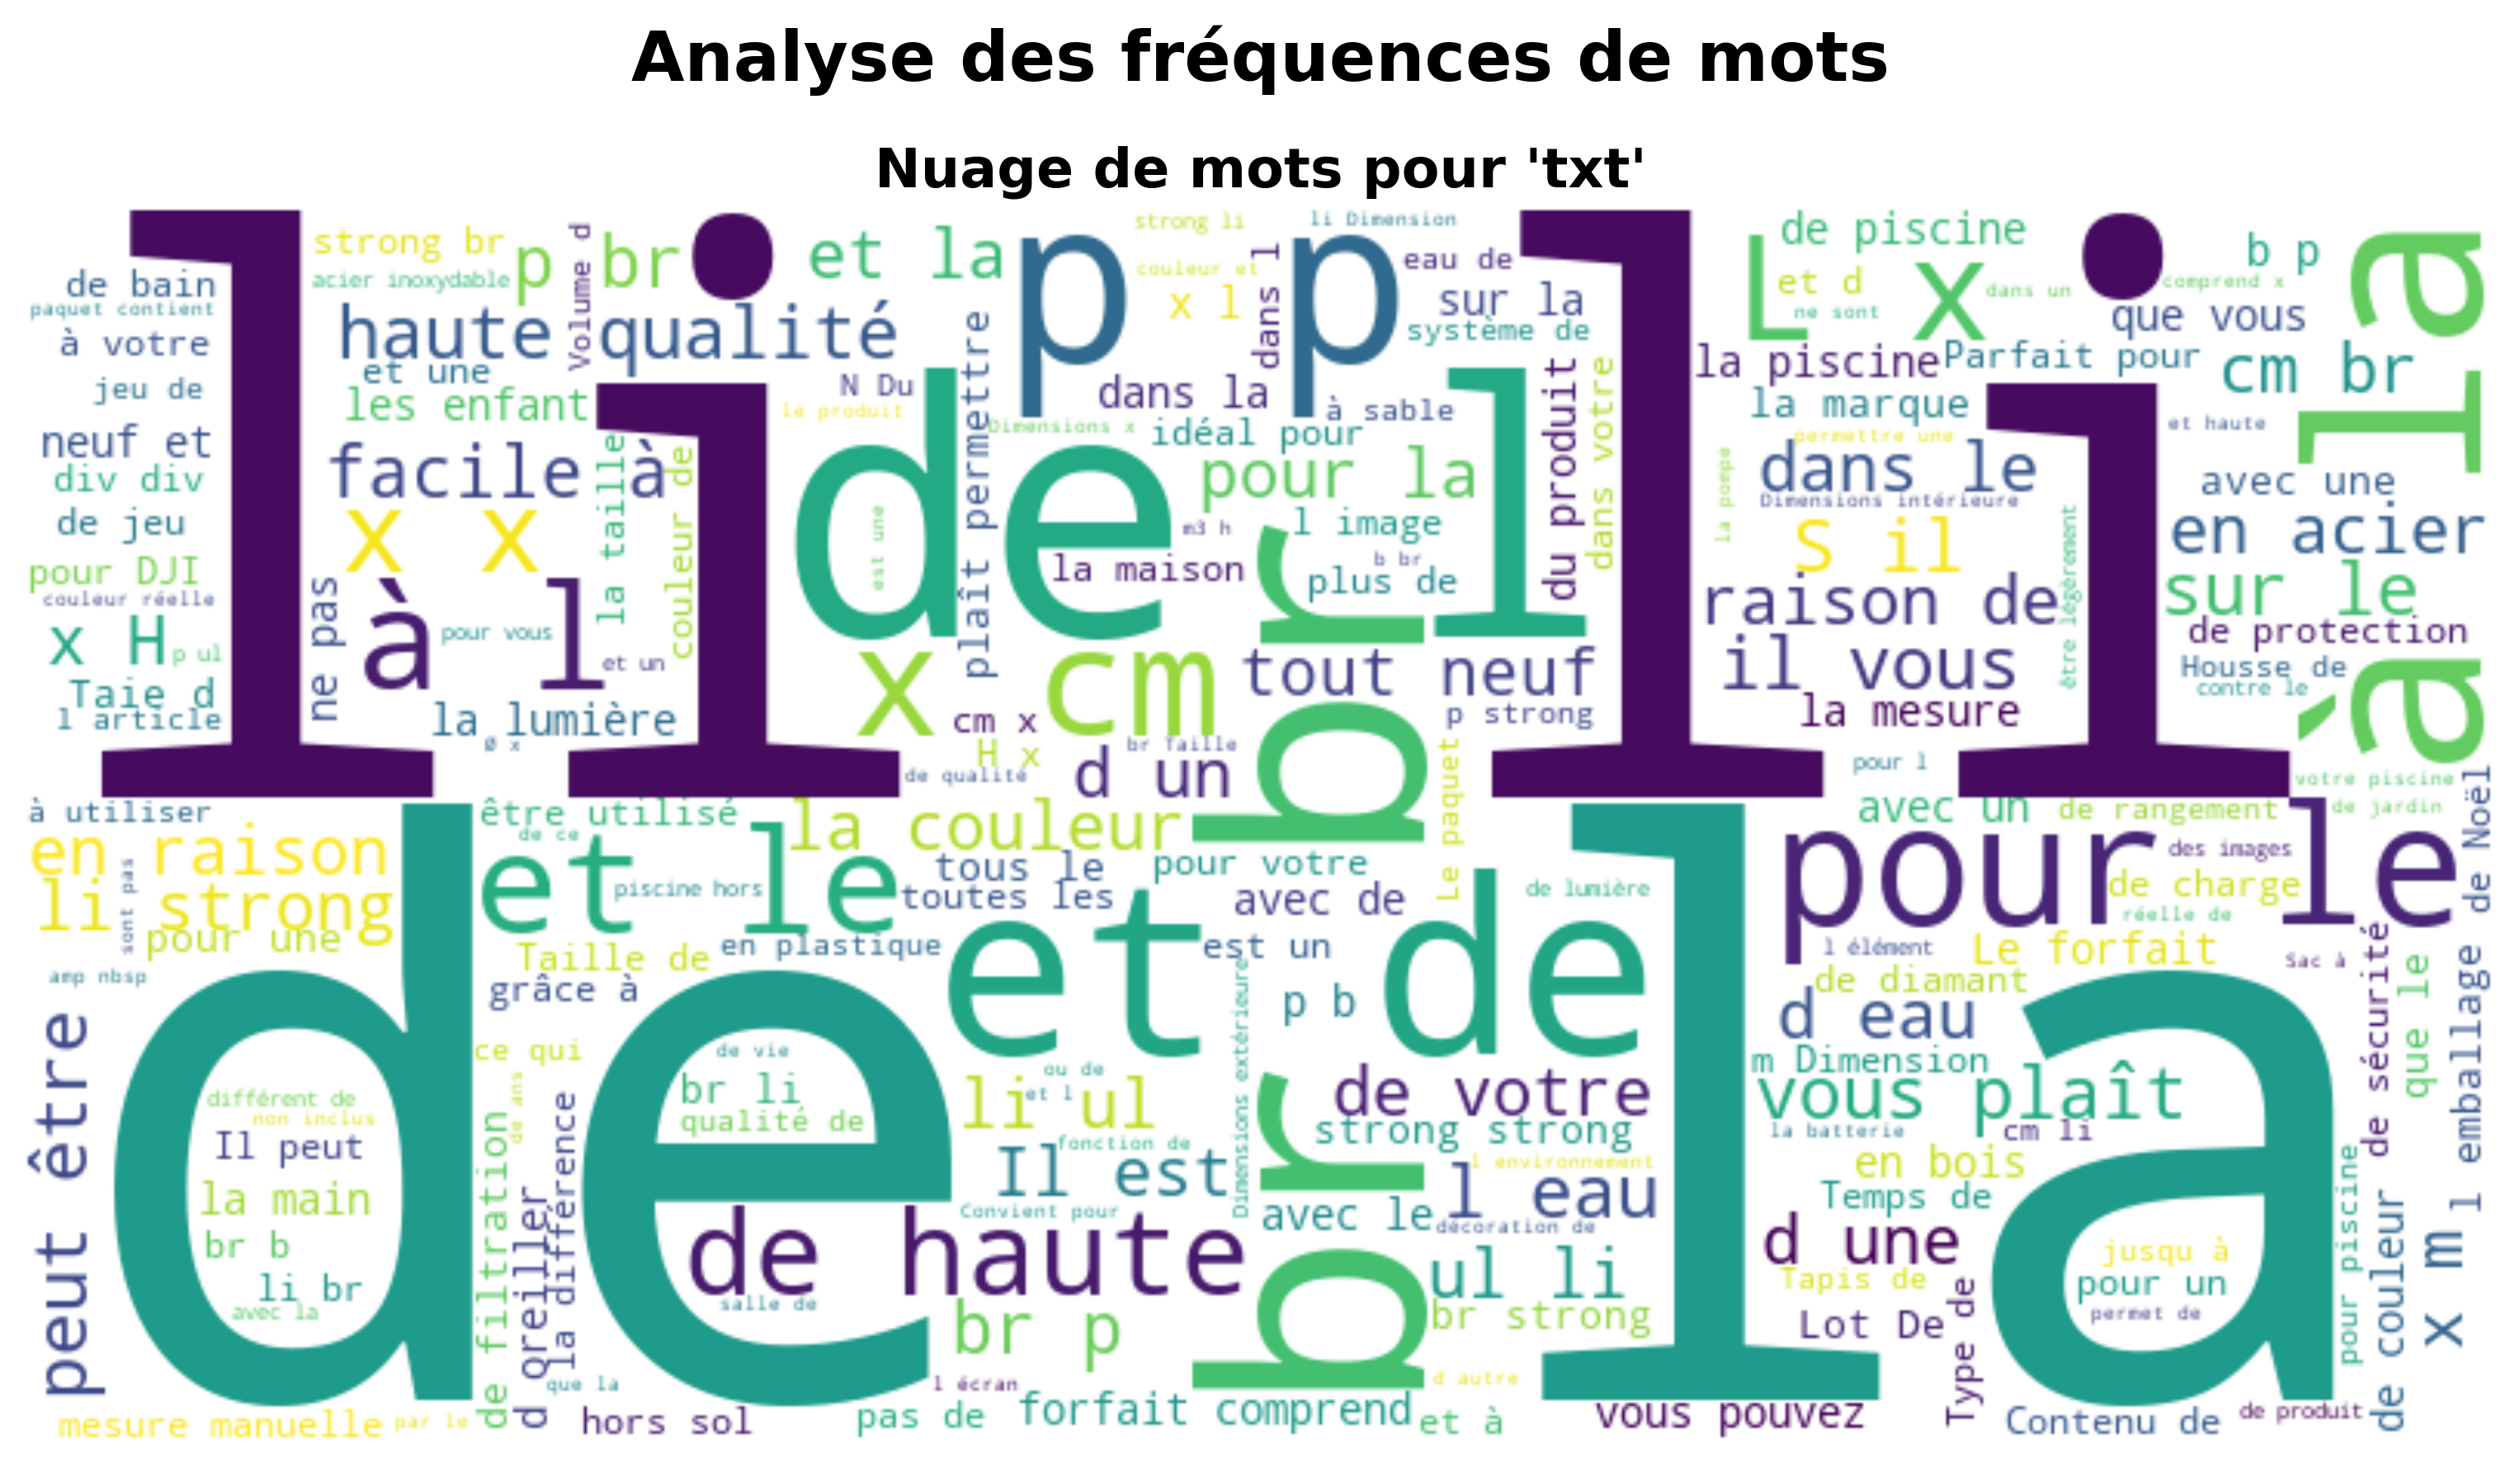 Analyse des fréquences de mots
Nuage de mots pour 'txt'
li li
de la
de l
p p
br br
et de
pour le
la à
strong br
p br
et la
strong li
li Dimension
de piscine
b p
de bain
acier inoxydable
Volume d
couleur et
eau de
L x
et d
dans un
comprend x
paquet contient
x l
dans l
sur la
ne sont
que vous
à votre
haute qualité
système de
et une
la piscine
Parfait pour
cm br
jeu de
les enfant
N Du
le produit
dans la
à sable
la marque
et haute
neuf et
Dimensions x
idéal pour
permettre une
div div
facile à
la taille
couleur de
plaît permettre
pour la
du produit
dans votre
la pompe
dans le
Dimensions intérieure
avec une
de jeu
x x
est une
m3 h
l image
S il
en acier
pour DJI
la maison
b br
plus de
être légèrement
sur le
couleur réelle
ne pas
à l
pour vous
raison de
de protection
x H
p ul
et un
x cm
tout neuf
il vous
Housse de
contre le
Taie d
l article
la lumière
cm x
p strong
la mesure
Ø x
H x
br Taille
de qualité
d un
pour l
votre piscine
à utiliser
être utilisé
de ce
la couleur
Le paquet
avec un
de rangement
de jardin
en raison
et le
tous le
pour votre
des images
l emballage de Noël
li strong
sont pas
piscine hors
toutes les
avec de
de lumière
de charge
réelle de
pour une
Taille de
en plastique
est un
l élément
Le forfait
Sac à
amp nbsp
grâce à
Dimensions extérieure
p b
de diamant
d eau
de sécurité
que le
peut être
ce qui
de vie
br li
qualité de
ou de
li ul
et l
de votre
m Dimension
vous plaît
différent de
non inclus
Il peut
de ans
fonction de
strong strong
la batterie
cm li
la main
de filtration
d oreiller
la différence
Il est
l environnement
l eau
en bois
Temps de
pour piscine
br b
Convient pour
avec le
décoration de
d une
jusqu à
de couleur
x m
li br
de haute
ul li
Tapis de
pour un
avec la
salle de
br p
br strong
Lot De
Type de
permet de
que la
l écran
d autre
mesure manuelle
par le
hors sol
pas de
forfait comprend
et à
vous pouvez
Contenu de
de produit